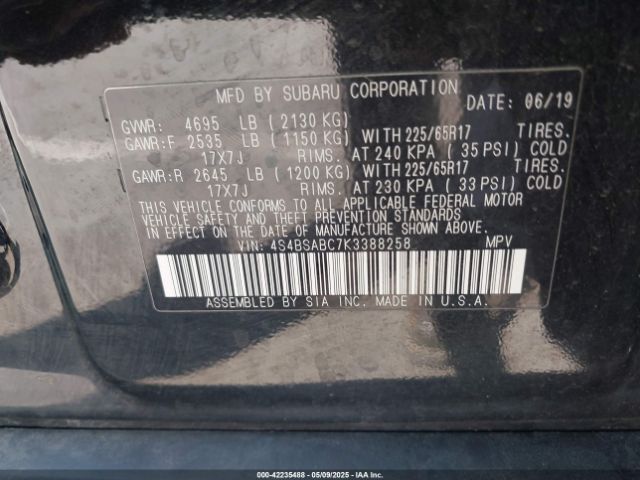 MFD BY SUBARU CORPORATION DATE: 06/19
GVWR: 4695 LB (2130 KG)
GAWR:F 2535 LB (1150 KG) WITH 225/65R17 TIRES.
17X7J RIMS. AT 240 KPA (35 PSI) COLD
GAWR:R 2645 LB (1200 KG) WITH 225/65R17 TIRES.
17X7J RIMS. AT 230 KPA (33 PSI) COLD
THIS VEHICLE CONFORMS TO ALL APPLICABLE FEDERAL MOTOR
VEHICLE SAFETY AND THEFT PREVENTION STANDARDS
IN EFFECT ON THE DATE OF MANUFACTURE SHOWN ABOVE.
VIN: 4S4BSABC7K3388258 MPV
ASSEMBLED BY SIA INC. MADE IN U.S.A.
000-42235488 - 05/09/2025 - IAA Inc.